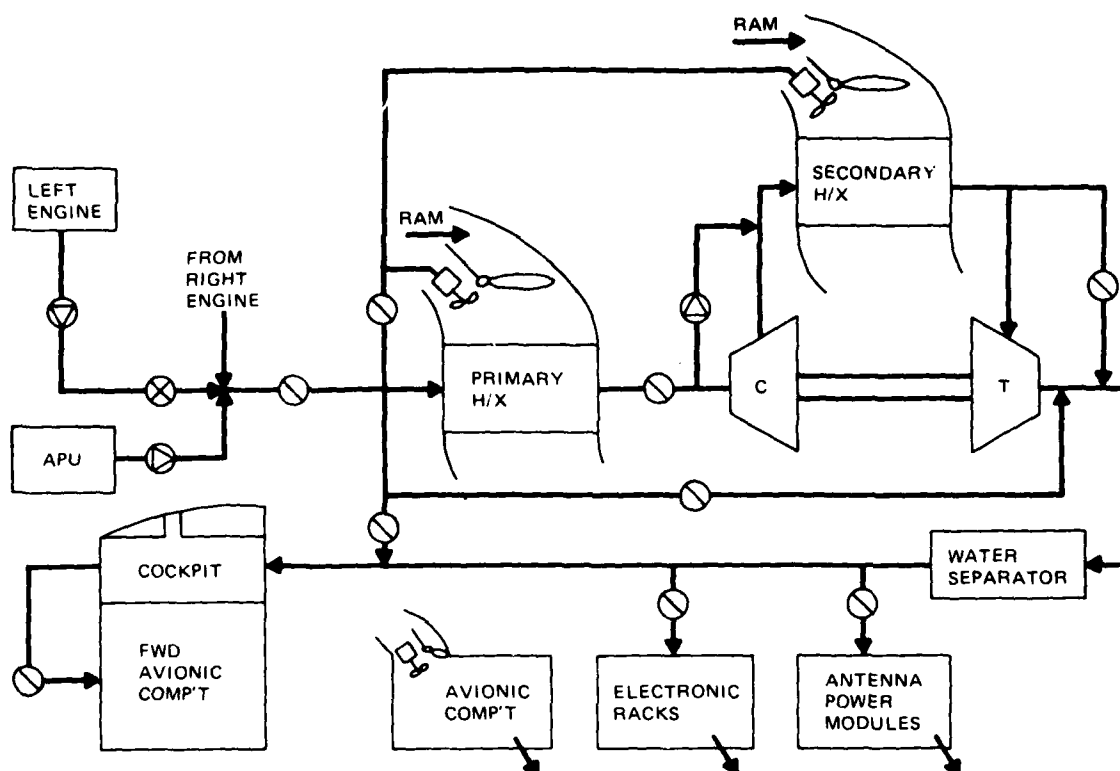 RAM
LEFT
ENGINE
SECONDARY
H/X
RAM
FROM
RIGHT
ENGINE
PRIMARY
H/X
C
T
APU
COCKPIT
WATER
SEPARATOR
FWD
AVIONIC
COMP'T
AVIONIC
COMP'T
ELECTRONIC
RACKS
ANTENNA
POWER
MODULES